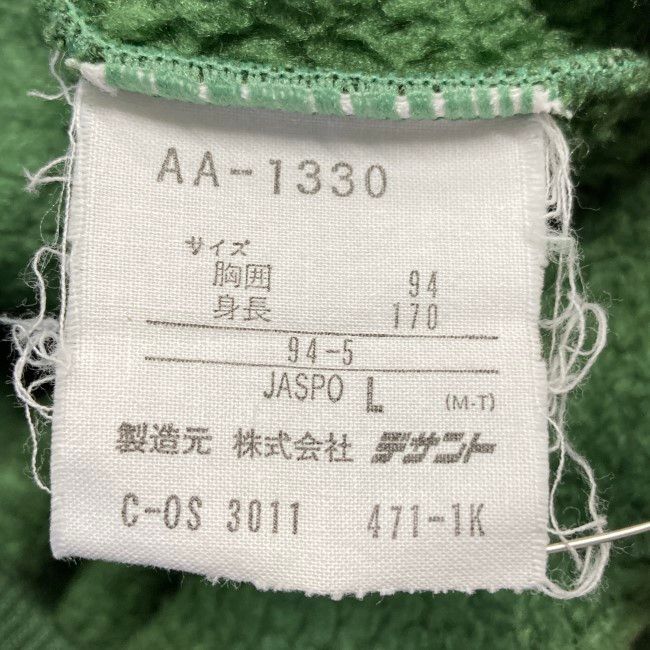 AA-1330
サイズ
胸囲 94
身長 170
94-5
JASPO L (M-T)
製造元 株式会社 デサント
C-OS 3011 471-1K